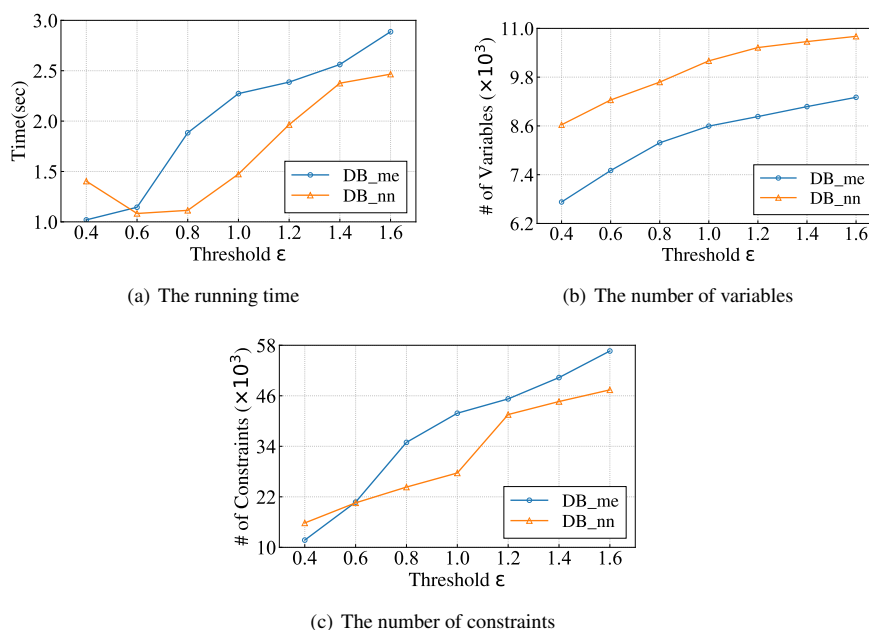 3.0
2.5
2.0
1.5
1.0
Time(sec)
DB_me
DB_nn
0.4 0.6 0.8 1.0 1.2 1.4 1.6
Threshold ε
(a) The running time
11.0
9.8
8.6
7.4
6.2
# of Variables (×10³)
DB_me
DB_nn
0.4 0.6 0.8 1.0 1.2 1.4 1.6
Threshold ε
(b) The number of variables
58
46
34
22
10
# of Constraints (×10³)
DB_me
DB_nn
0.4 0.6 0.8 1.0 1.2 1.4 1.6
Threshold ε
(c) The number of constraints